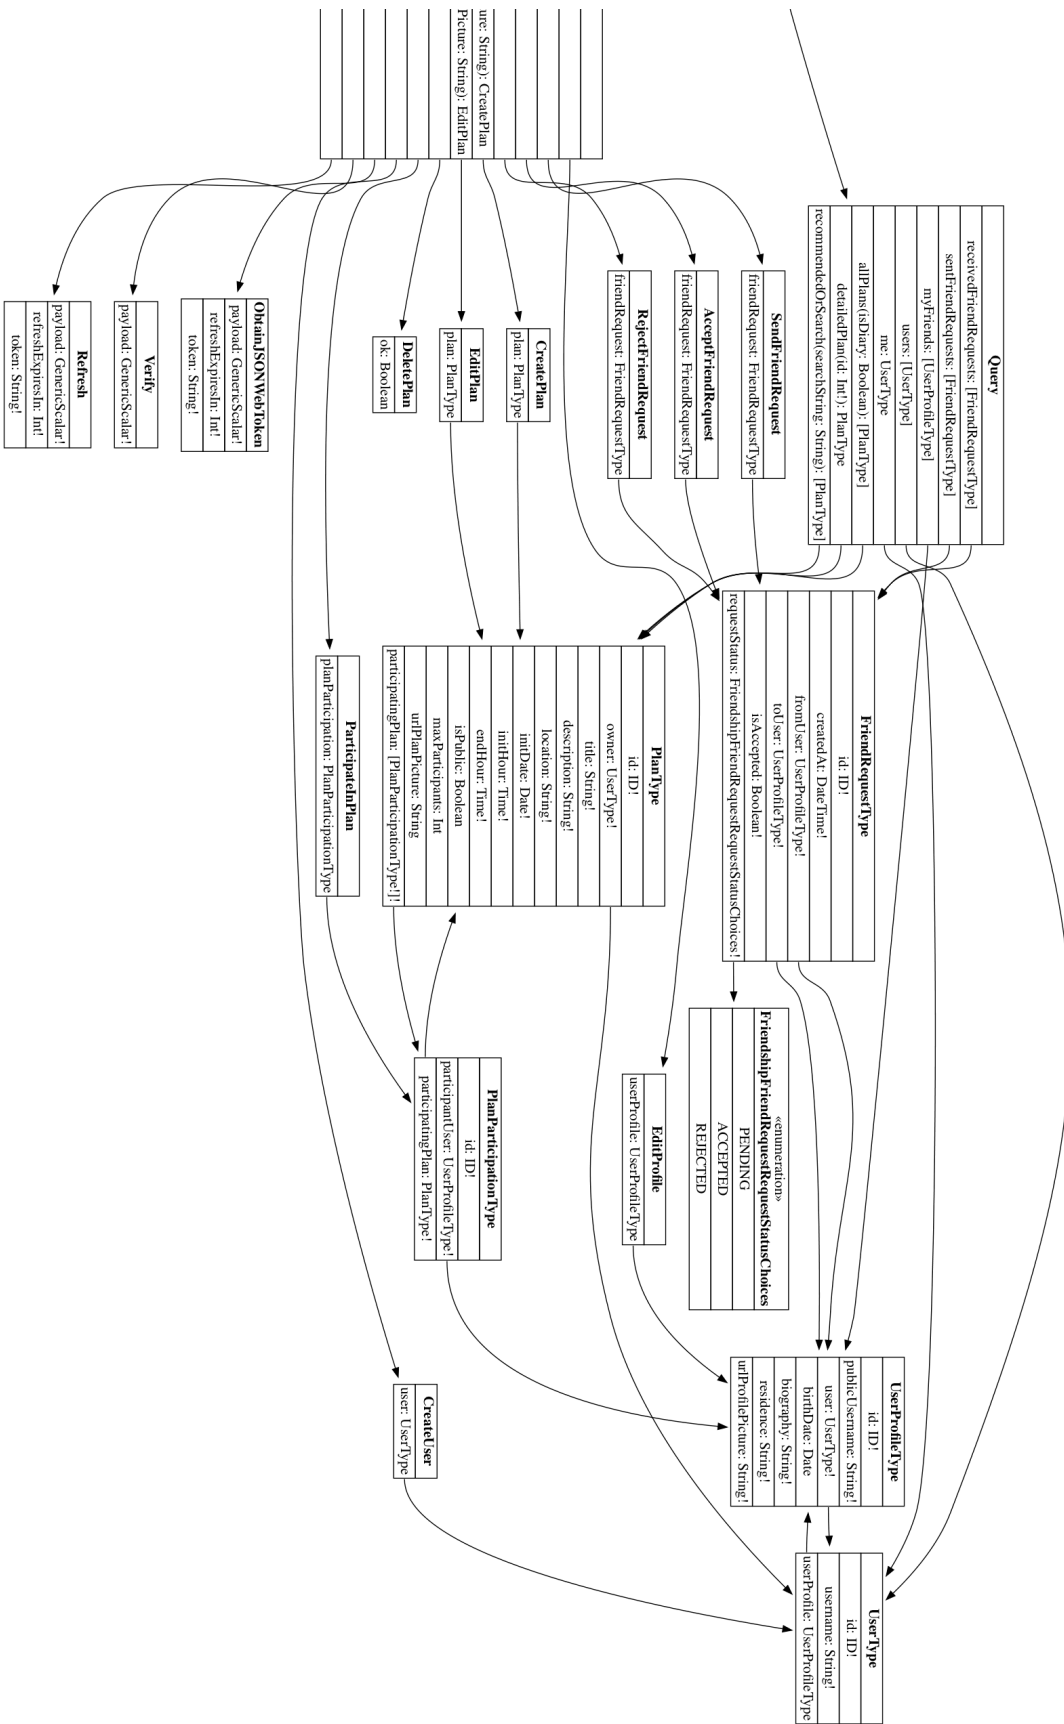 ure: String): CreatePlan
Picture: String): EditPlan
Query
receivedFriendRequests: [FriendRequestType]
sentFriendRequests: [FriendRequestType]
myFriends: [UserProfileType]
users: [UserType]
me: UserType
allPlans(isDiary: Boolean): [PlanType]
detailedPlan(id: Int!): PlanType
recommendedOrSearch(searchString: String): [PlanType]
SendFriendRequest
friendRequest: FriendRequestType
AcceptFriendRequest
friendRequest: FriendRequestType
RejectFriendRequest
friendRequest: FriendRequestType
CreatePlan
plan: PlanType
EditPlan
plan: PlanType
DeletePlan
ok: Boolean
ObtainJSONWebToken
payload: GenericScalar!
refreshExpiresIn: Int!
token: String!
Verify
payload: GenericScalar!
Refresh
payload: GenericScalar!
refreshExpiresIn: Int!
token: String!
FriendRequestType
id: ID!
createdAt: DateTime!
fromUser: UserProfileType!
toUser: UserProfileType!
isAccepted: Boolean!
requestStatus: FriendshipFriendRequestRequestStatusChoices!
PlanType
id: ID!
owner: UserType!
title: String!
description: String!
location: String!
initDate: Date!
initHour: Time!
endHour: Time!
isPublic: Boolean
maxParticipants: Int
urlPlanPicture: String
participatingPlan: [PlanParticipationType!]!
ParticipateInPlan
planParticipation: PlanParticipationType
«enumeration»
FriendshipFriendRequestRequestStatusChoices
PENDING
ACCEPTED
REJECTED
EditProfile
userProfile: UserProfileType
PlanParticipationType
id: ID!
participantUser: UserProfileType!
participatingPlan: PlanType!
UserProfileType
id: ID!
publicUsername: String!
user: UserType!
birthDate: Date
biography: String!
residence: String!
urlProfilePicture: String!
CreateUser
user: UserType
UserType
id: ID!
username: String!
userProfile: UserProfileType